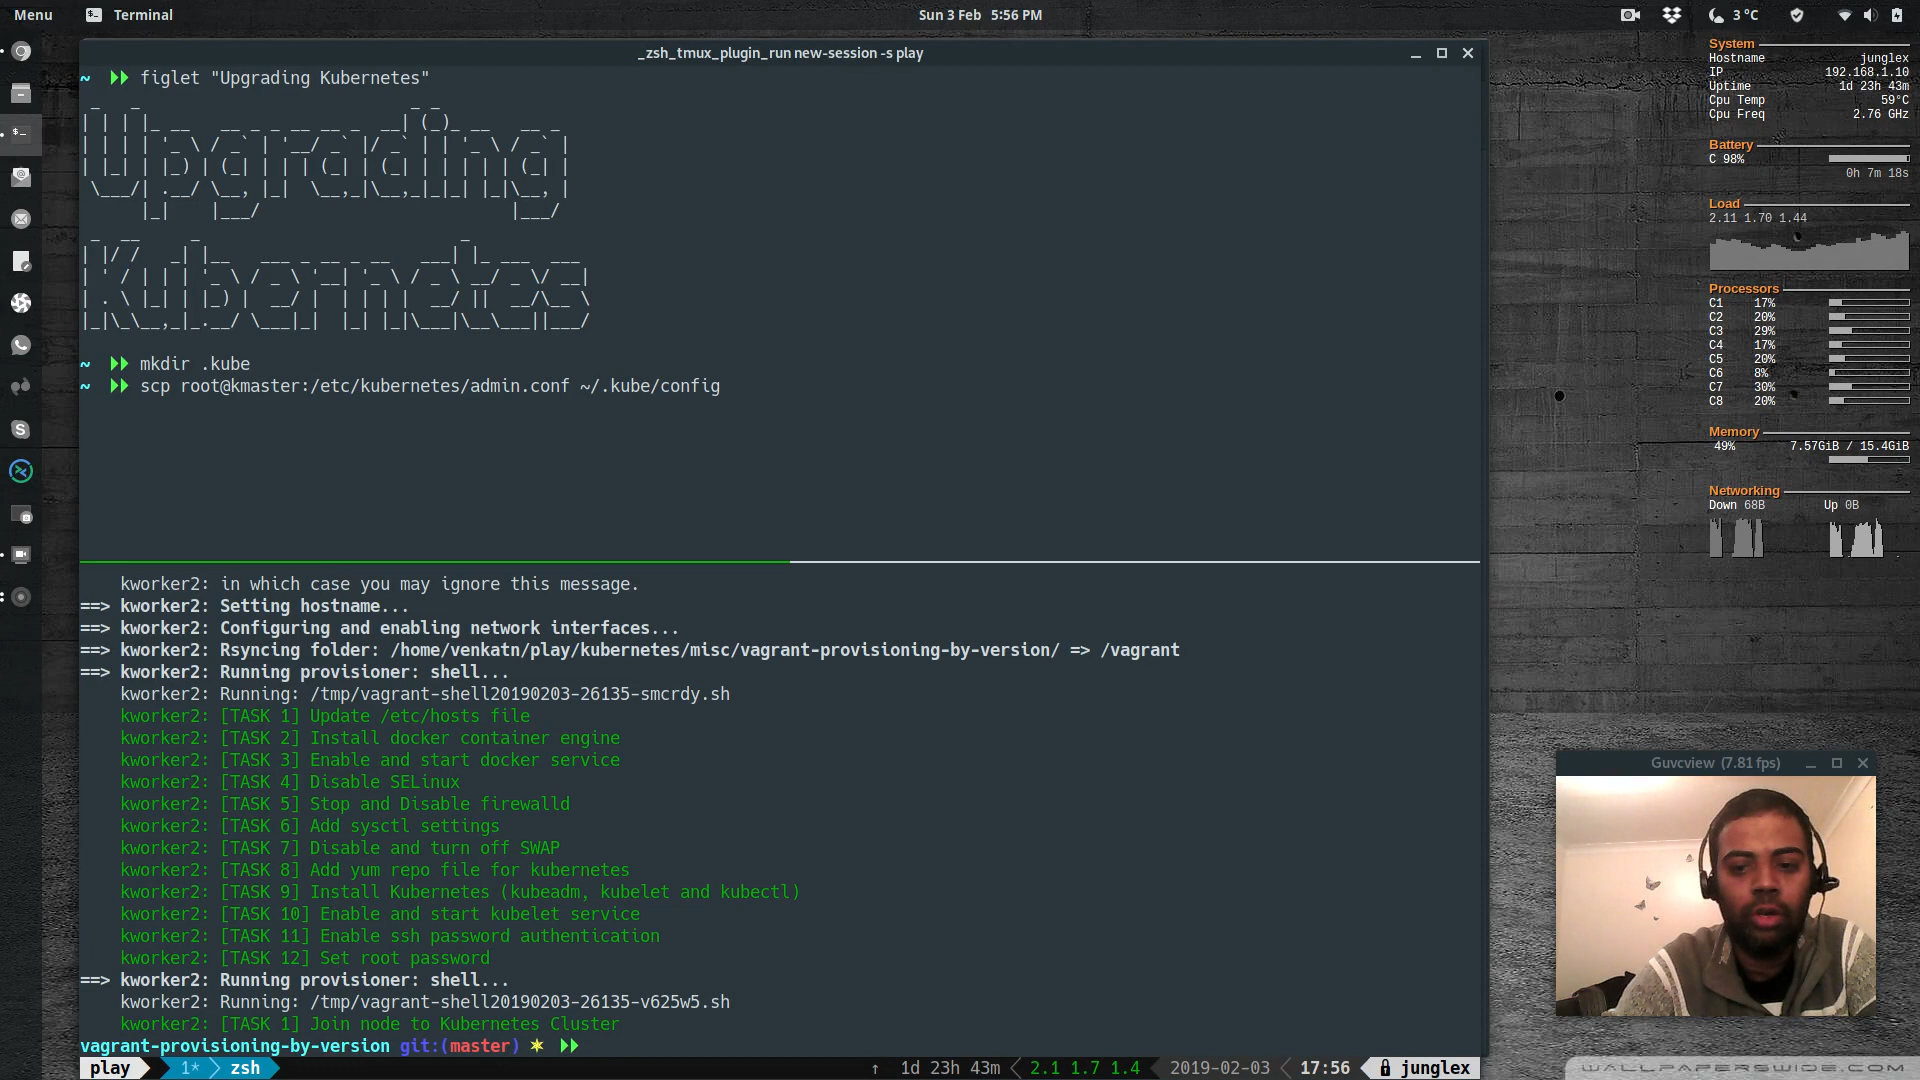 Menu
Terminal
Sun 3 Feb 5:56 PM
3 °C
_zsh_tmux_plugin_run new-session -s play
~ figlet "Upgrading Kubernetes"
Upgrading
Kubernetes
~ mkdir .kube
~ scp root@kmaster:/etc/kubernetes/admin.conf ~/.kube/config
kworker2: in which case you may ignore this message.
==> kworker2: Setting hostname...
==> kworker2: Configuring and enabling network interfaces...
==> kworker2: Rsyncing folder: /home/venkatn/play/kubernetes/misc/vagrant-provisioning-by-version/ => /vagrant
==> kworker2: Running provisioner: shell...
kworker2: Running: /tmp/vagrant-shell20190203-26135-smcrdy.sh
kworker2: [TASK 1] Update /etc/hosts file
kworker2: [TASK 2] Install docker container engine
kworker2: [TASK 3] Enable and start docker service
kworker2: [TASK 4] Disable SELinux
kworker2: [TASK 5] Stop and Disable firewalld
kworker2: [TASK 6] Add sysctl settings
kworker2: [TASK 7] Disable and turn off SWAP
kworker2: [TASK 8] Add yum repo file for kubernetes
kworker2: [TASK 9] Install Kubernetes (kubeadm, kubelet and kubectl)
kworker2: [TASK 10] Enable and start kubelet service
kworker2: [TASK 11] Enable ssh password authentication
kworker2: [TASK 12] Set root password
==> kworker2: Running provisioner: shell...
kworker2: Running: /tmp/vagrant-shell20190203-26135-v625w5.sh
kworker2: [TASK 1] Join node to Kubernetes Cluster
vagrant-provisioning-by-version git:(master) ✶
play 1* zsh ↑ 1d 23h 43m 2.1 1.7 1.4 2019-02-03 17:56 junglex
System
Hostname junglex
IP 192.168.1.10
Uptime 1d 23h 43m
Cpu Temp 59°C
Cpu Freq 2.76 GHz
Battery
C 98%
0h 7m 18s
Load
2.11 1.70 1.44
Processors
C1 17%
C2 20%
C3 29%
C4 17%
C5 20%
C6 8%
C7 30%
C8 20%
Memory
49% 7.57GiB / 15.4GiB
Networking
Down 68B Up 0B
Guvcview (7.81 fps)
WALLPAPERSWIDE.COM